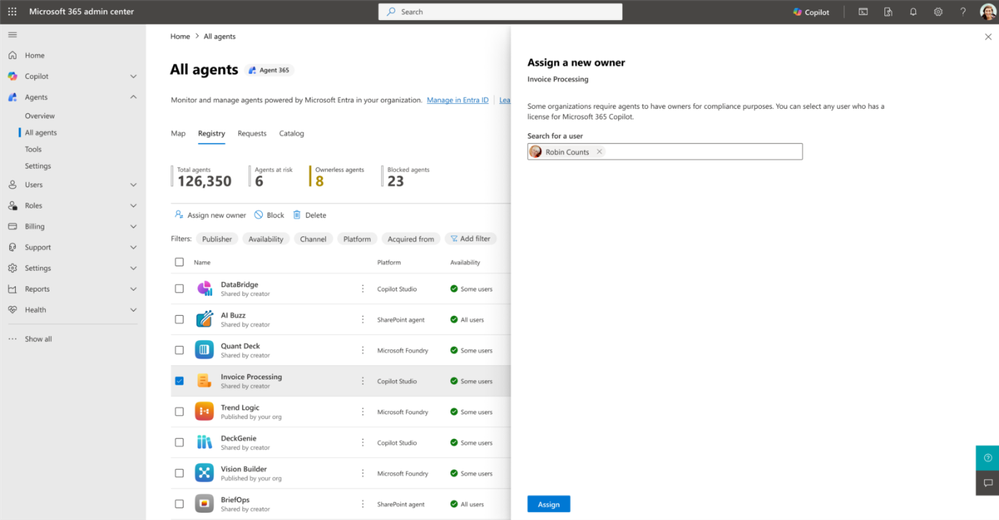 Microsoft 365 admin center
Search
Copilot
Home
Copilot
Agents
Overview
All agents
Tools
Settings
Users
Roles
Billing
Support
Settings
Reports
Health
Show all
Home > All agents
All agents
Agent 365
Monitor and manage agents powered by Microsoft Entra in your organization. Manage in Entra ID | Lea
Map Registry Requests Catalog
Total agents
126,350
Agents at risk
6
Ownerless agents
8
Blocked agents
23
Assign new owner Block Delete
Filters: Publisher Availability Channel Platform Acquired from Add filter
Name Platform Availability
DataBridge
Shared by creator
Copilot Studio Some users
AI Buzz
Shared by creator
SharePoint agent All users
Quant Deck
Shared by creator
Microsoft Foundry Some users
Invoice Processing
Shared by creator
Copilot Studio Some users
Trend Logic
Published by your org
Microsoft Foundry Some users
DeckGenie
Shared by creator
Copilot Studio Some users
Vision Builder
Published by your org
Microsoft Foundry Some users
BriefOps
Shared by creator
SharePoint agent All users
Assign a new owner
Invoice Processing
Some organizations require agents to have owners for compliance purposes. You can select any user who has a
license for Microsoft 365 Copilot.
Search for a user
Robin Counts
Assign